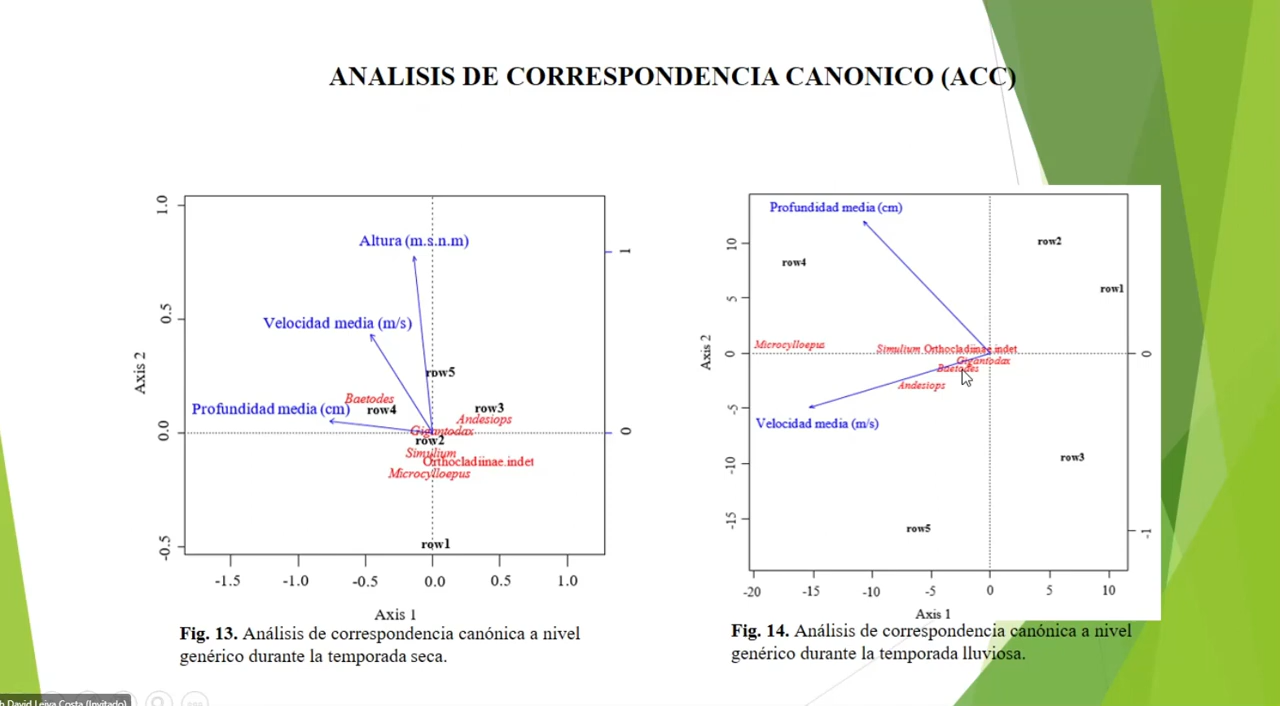 ANALISIS DE CORRESPONDENCIA CANONICO (ACC)
1.0
0.5
0.0
-0.5
Axis 2
Altura (m.s.n.m)
Velocidad media (m/s)
Profundidad media (cm)
row5
Baetodes
row4
row3
Andesiops
Gigantodax
row2
Simulium
Orthocladiinae.indet
Microcylloepus
row1
1
0
-1.5 -1.0 -0.5 0.0 0.5 1.0
Axis 1
Fig. 13. Análisis de correspondencia canónica a nivel
genérico durante la temporada seca.
10
5
0
-5
-10
-15
Axis 2
Profundidad media (cm)
row2
row4
row1
Microcylloepus
Simulium Orthocladiinae.indet
Gigantodax
Baetodes
Andesiops
Velocidad media (m/s)
row3
row5
0
-1
-20 -15 -10 -5 0 5 10
Axis 1
Fig. 14. Análisis de correspondencia canónica a nivel
genérico durante la temporada lluviosa.
h David Leiva Costa (Invitado)